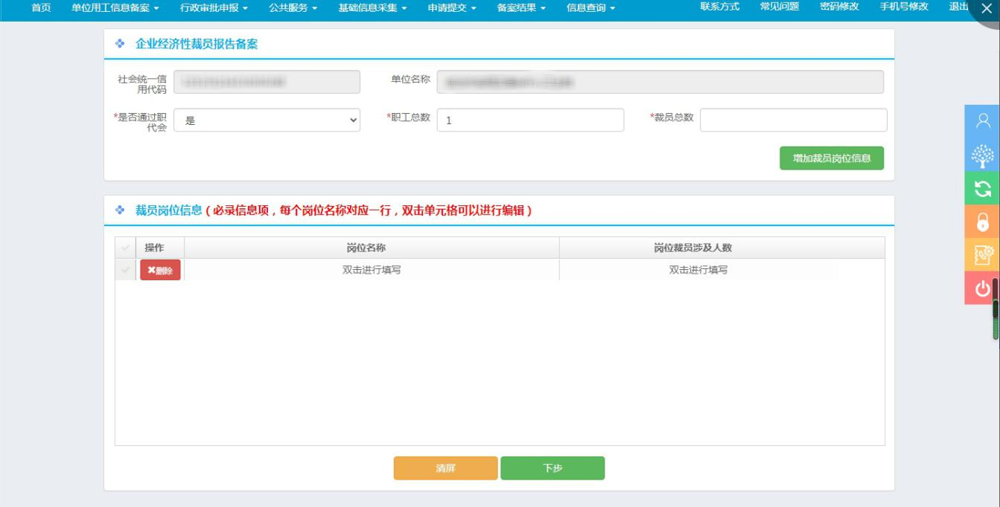 首页 单位用工信息备案 行政审批申报 公共服务 基础信息采集 申请提交 备案结果 信息查询 联系方式 常见问题 密码修改 手机号修改 退出
企业经济性裁员报告备案
社会统一信用代码 单位名称
*是否通过职代会 是 *职工总数 1 *裁员总数
增加裁员岗位信息
裁员岗位信息(必录信息项,每个岗位名称对应一行,双击单元格可以进行编辑)
操作 岗位名称 岗位裁员涉及人数
✖删除 双击进行填写 双击进行填写
清屏 下步